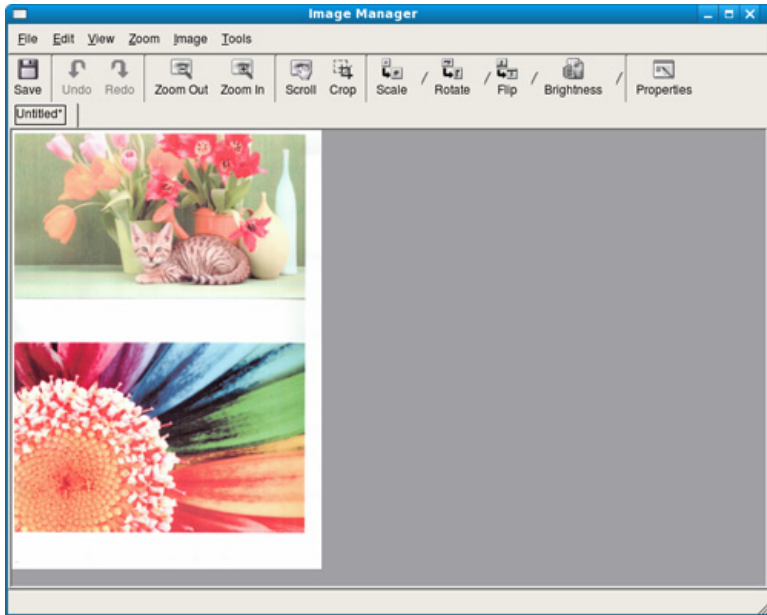 Image Manager
File Edit View Zoom Image Tools
Save Undo Redo Zoom Out Zoom In Scroll Crop Scale / Rotate / Flip / Brightness / Properties
Untitled*